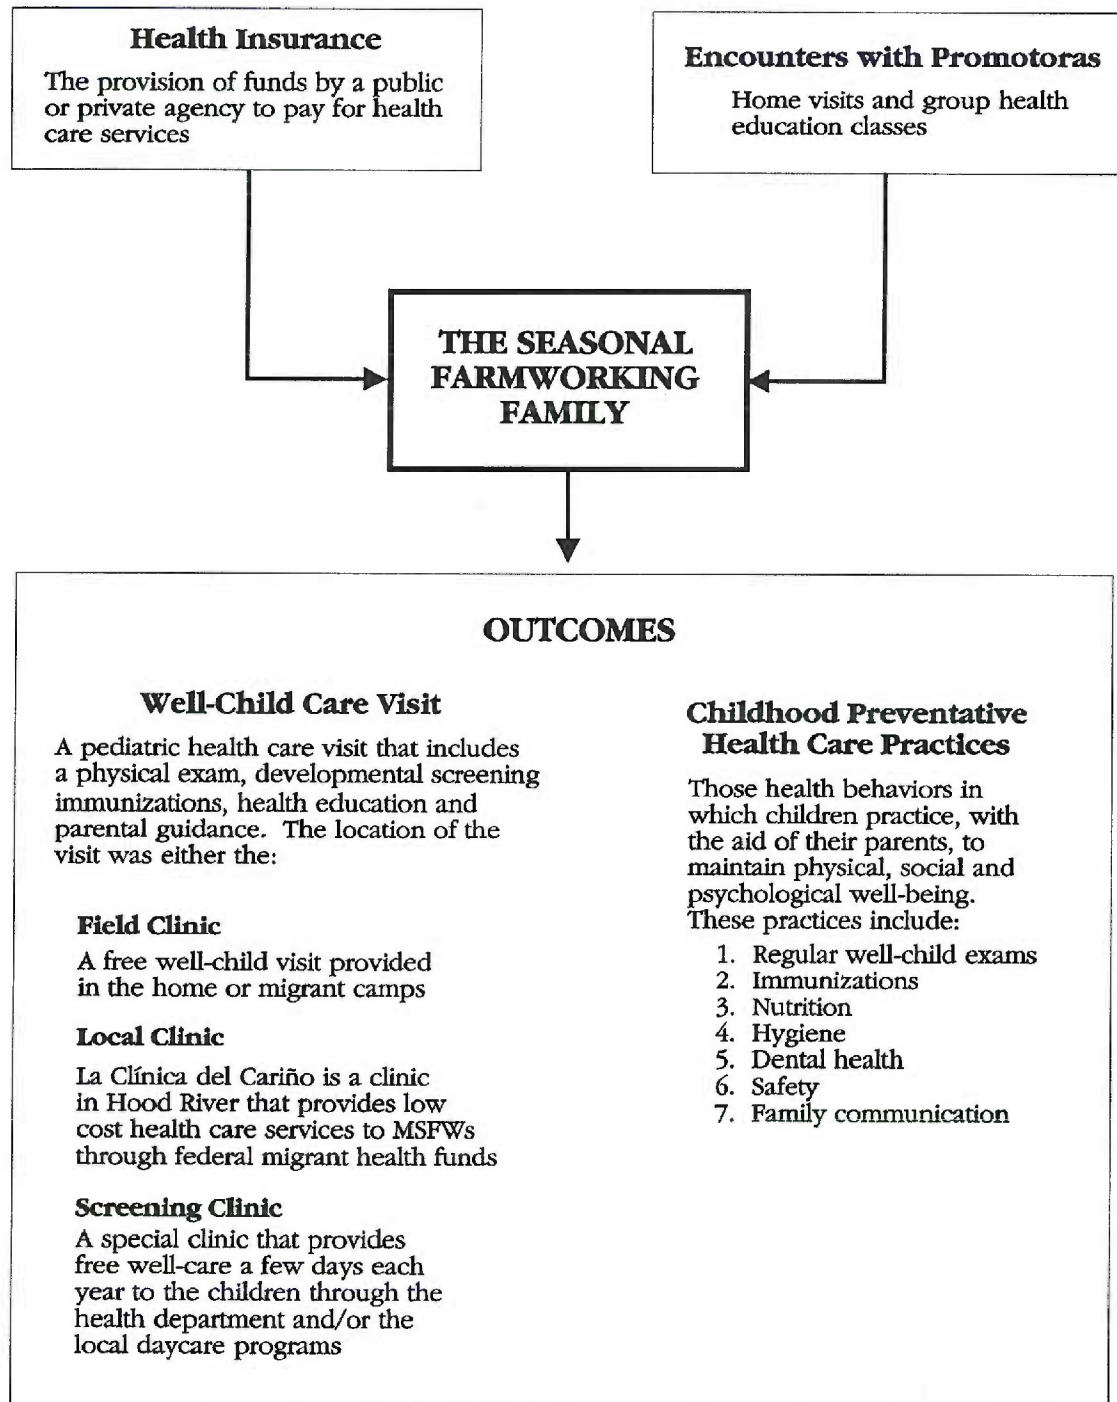 Health Insurance
The provision of funds by a public
or private agency to pay for health
care services
Encounters with Promotoras
Home visits and group health
education classes
THE SEASONAL
FARMWORKING
FAMILY
OUTCOMES
Well-Child Care Visit
A pediatric health care visit that includes
a physical exam, developmental screening
immunizations, health education and
parental guidance. The location of the
visit was either the:
Field Clinic
A free well-child visit provided
in the home or migrant camps
Local Clinic
La Clínica del Cariño is a clinic
in Hood River that provides low
cost health care services to MSFWs
through federal migrant health funds
Screening Clinic
A special clinic that provides
free well-care a few days each
year to the children through the
health department and/or the
local daycare programs
Childhood Preventative
Health Care Practices
Those health behaviors in
which children practice, with
the aid of their parents, to
maintain physical, social and
psychological well-being.
These practices include:
1. Regular well-child exams
2. Immunizations
3. Nutrition
4. Hygiene
5. Dental health
6. Safety
7. Family communication